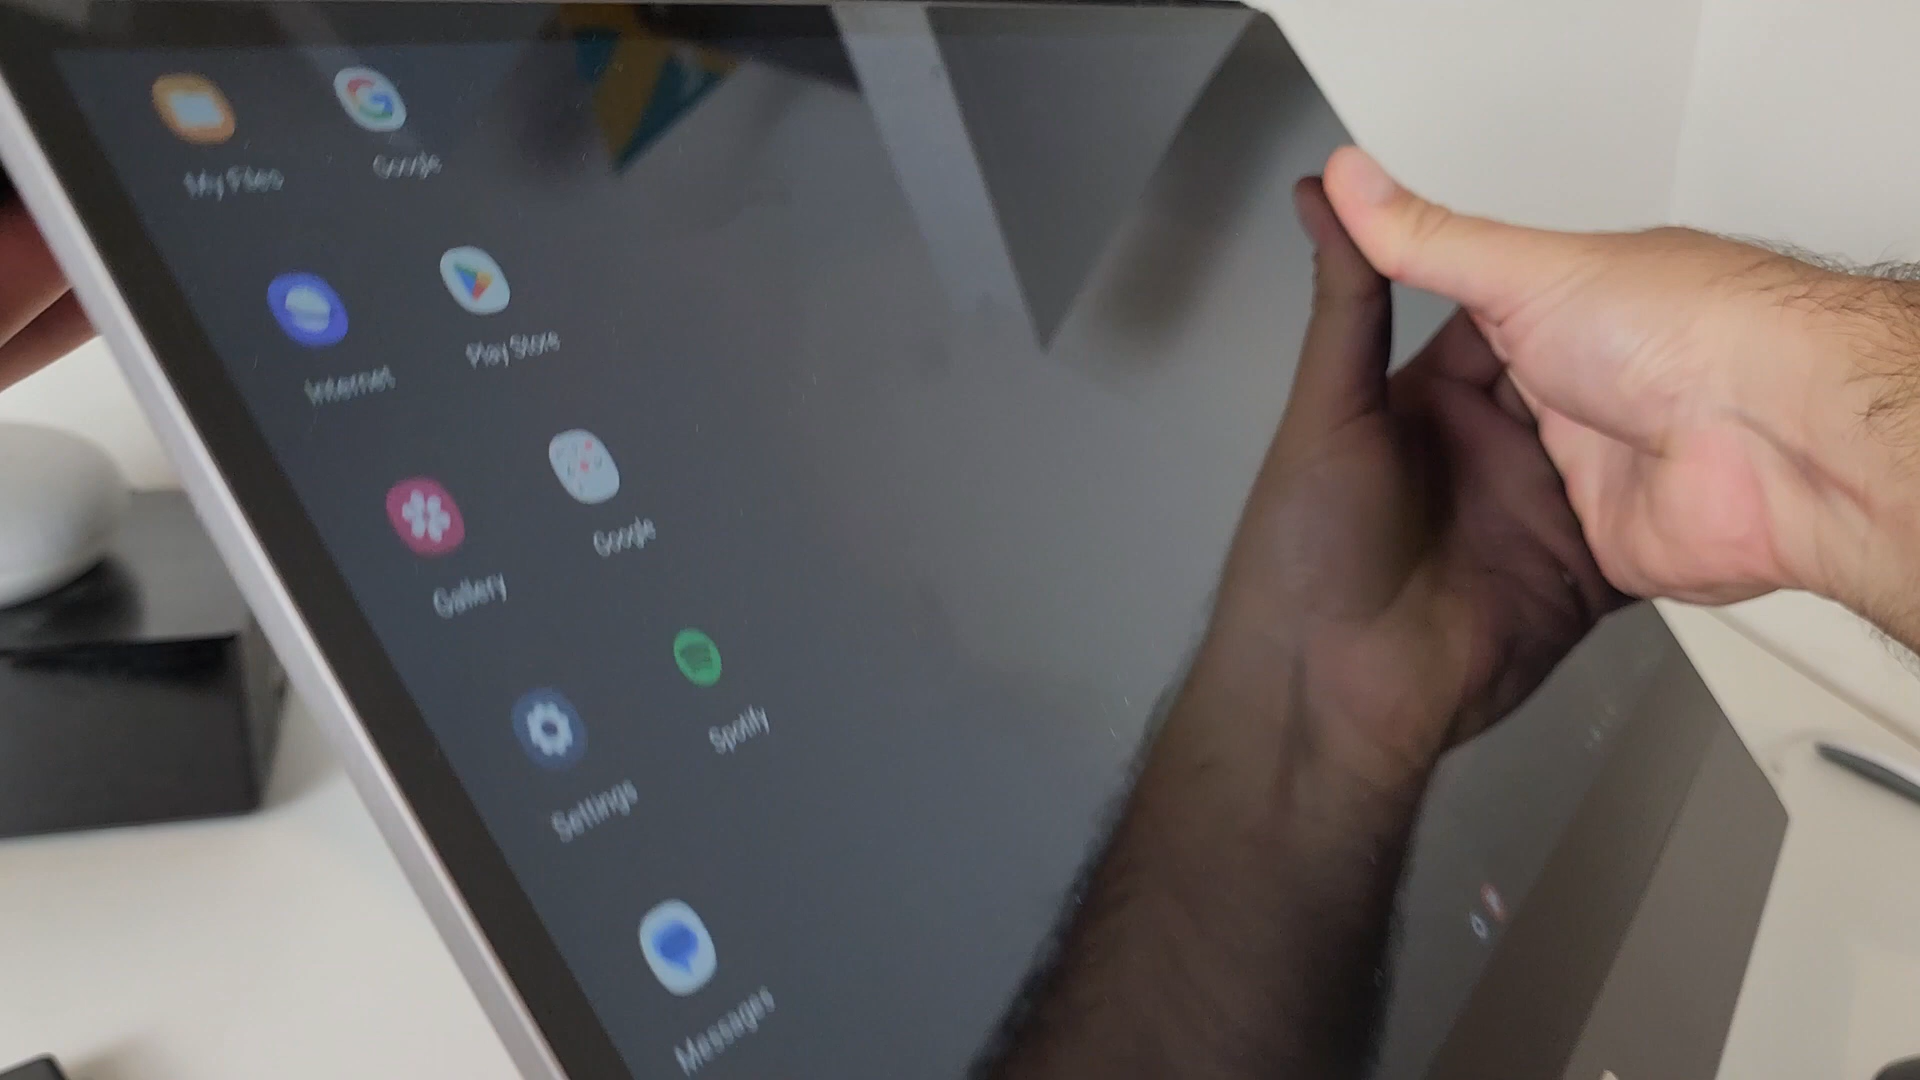 My Files
Google
Internet
Play Store
Gallery
Google
Settings
Spotify
Messages